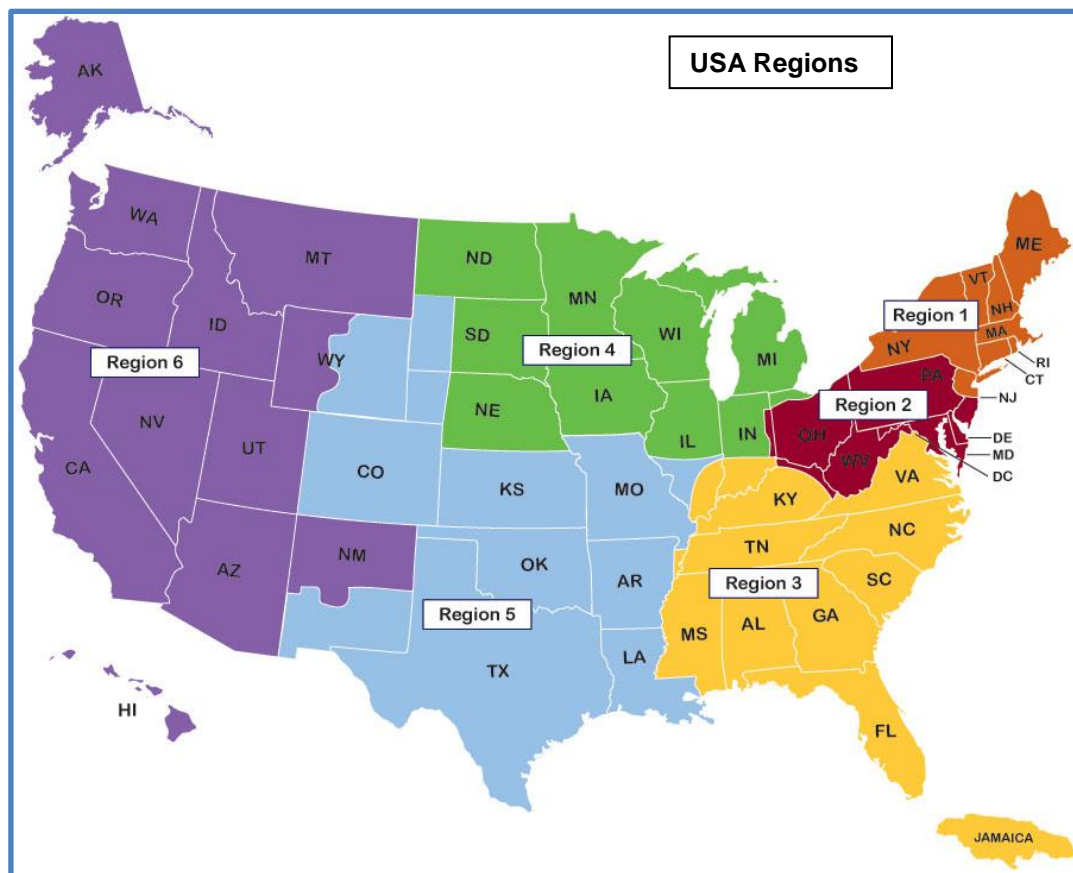 USA Regions
AK
WA
MT
ND
MN
ME
VT
NH
OR
ID
SD
WI
MI
Region 1
NY
MA
RI
CT
WY
Region 6
Region 4
NE
IA
PA
NJ
Region 2
NV
UT
CO
IL
IN
OH
WV
DE
MD
DC
CA
KS
MO
KY
VA
AZ
NM
OK
AR
TN
NC
Region 3
SC
Region 5
TX
LA
MS
AL
GA
HI
FL
JAMAICA